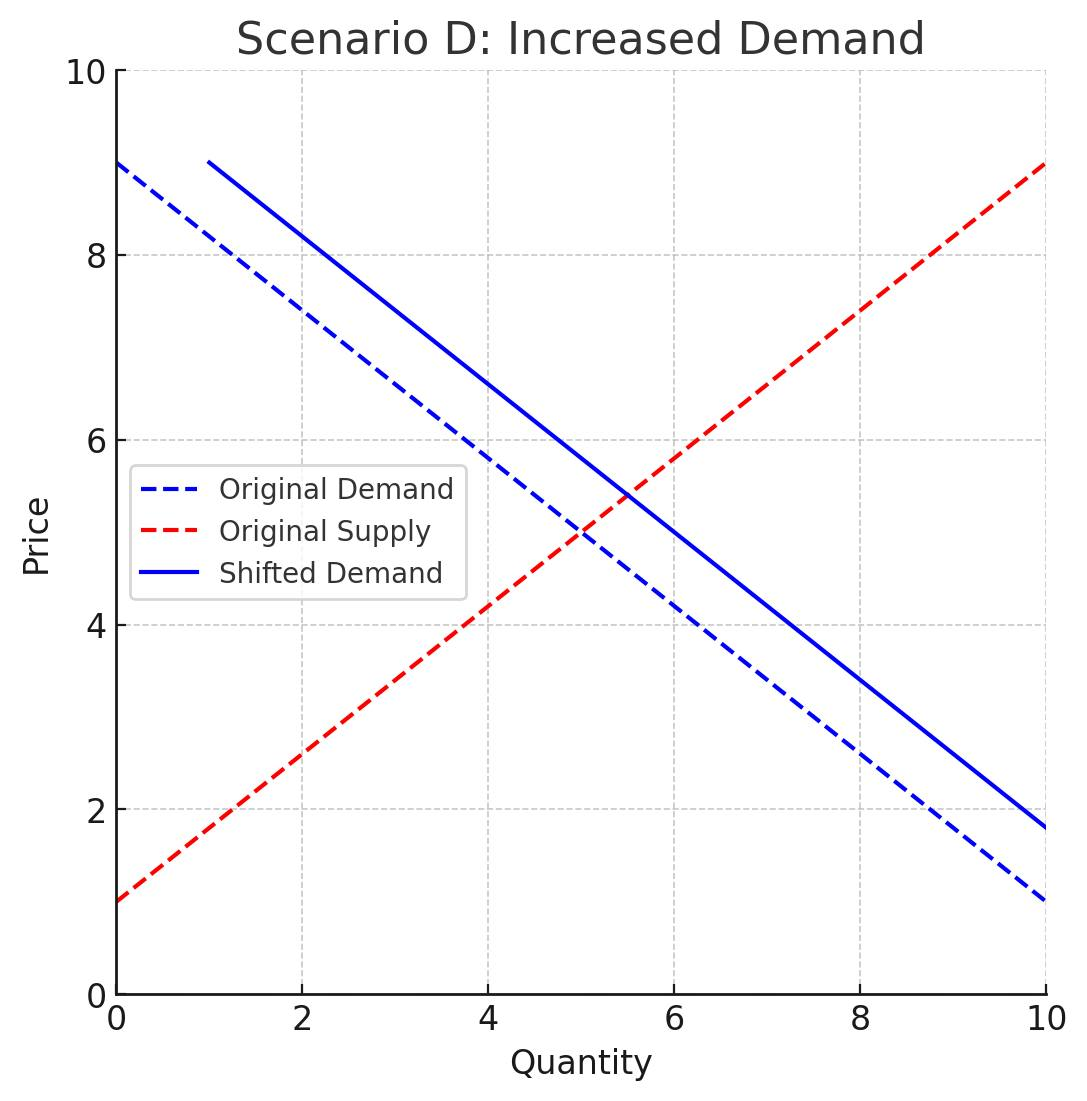 Scenario D: Increased Demand
10
8
6
4
2
0
Price
Original Demand
Original Supply
Shifted Demand
0 2 4 6 8 10
Quantity